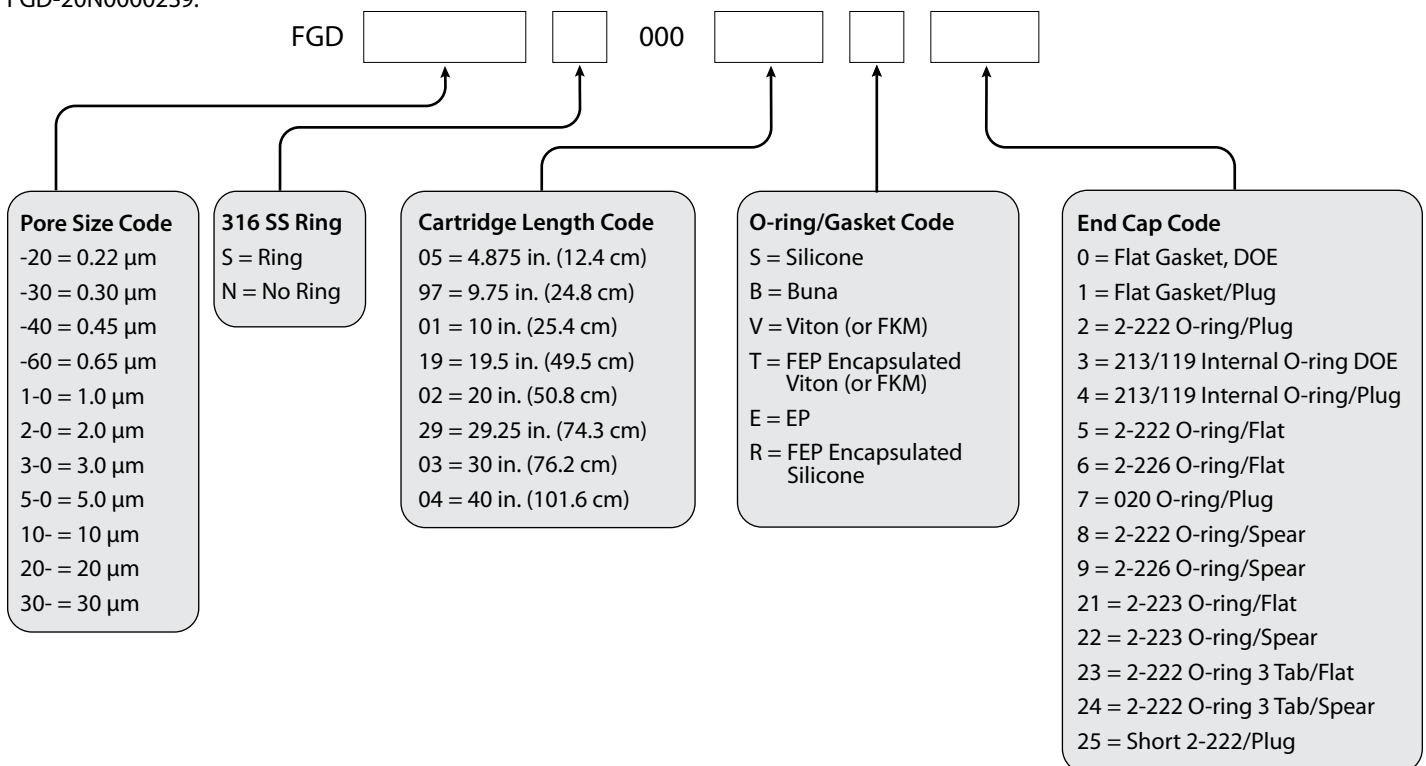 FGD 000
Pore Size Code
-20 = 0.22 µm
-30 = 0.30 µm
-40 = 0.45 µm
-60 = 0.65 µm
1-0 = 1.0 µm
2-0 = 2.0 µm
3-0 = 3.0 µm
5-0 = 5.0 µm
10- = 10 µm
20- = 20 µm
30- = 30 µm
316 SS Ring
S = Ring
N = No Ring
Cartridge Length Code
05 = 4.875 in. (12.4 cm)
97 = 9.75 in. (24.8 cm)
01 = 10 in. (25.4 cm)
19 = 19.5 in. (49.5 cm)
02 = 20 in. (50.8 cm)
29 = 29.25 in. (74.3 cm)
03 = 30 in. (76.2 cm)
04 = 40 in. (101.6 cm)
O-ring/Gasket Code
S = Silicone
B = Buna
V = Viton (or FKM)
T = FEP Encapsulated
Viton (or FKM)
E = EP
R = FEP Encapsulated
Silicone
End Cap Code
0 = Flat Gasket, DOE
1 = Flat Gasket/Plug
2 = 2-222 O-ring/Plug
3 = 213/119 Internal O-ring DOE
4 = 213/119 Internal O-ring/Plug
5 = 2-222 O-ring/Flat
6 = 2-226 O-ring/Flat
7 = 020 O-ring/Plug
8 = 2-222 O-ring/Spear
9 = 2-226 O-ring/Spear
21 = 2-223 O-ring/Flat
22 = 2-223 O-ring/Spear
23 = 2-222 O-ring 3 Tab/Flat
24 = 2-222 O-ring 3 Tab/Spear
25 = Short 2-222/Plug